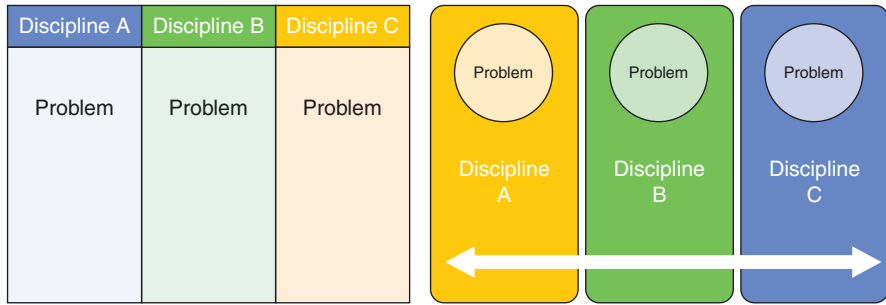 Discipline A Discipline B Discipline C
Problem Problem Problem
Problem Problem Problem
Discipline Discipline Discipline
A B C